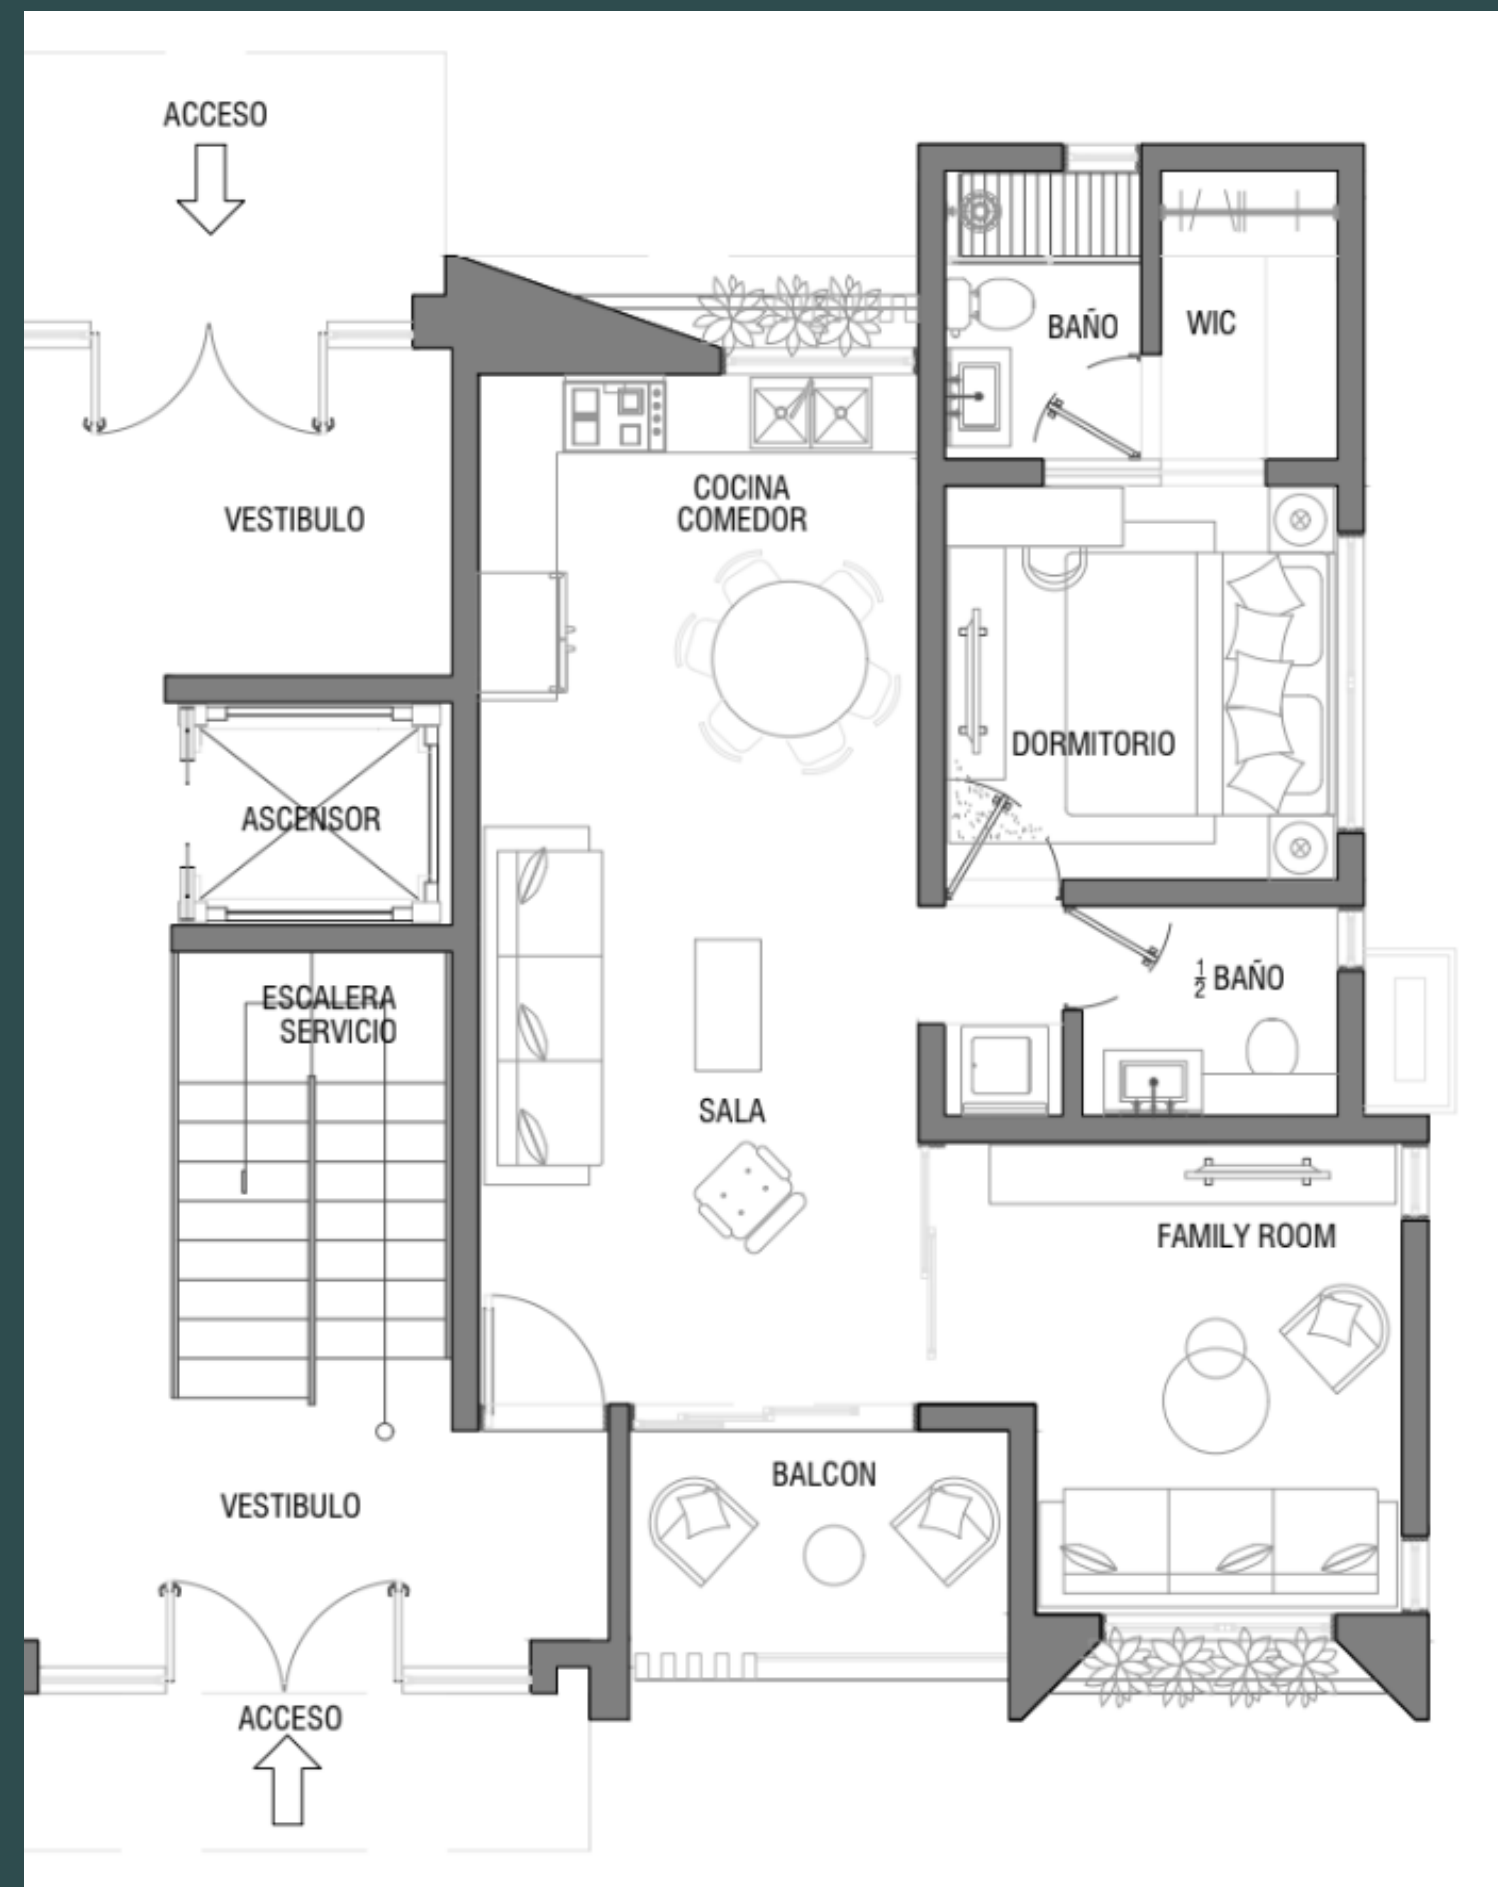 ACCESO
BAÑO
WIC
VESTIBULO
COCINA
COMEDOR
DORMITORIO
ASCENSOR
ESCALERA
SERVICIO
½ BAÑO
SALA
FAMILY ROOM
BALCON
VESTIBULO
ACCESO